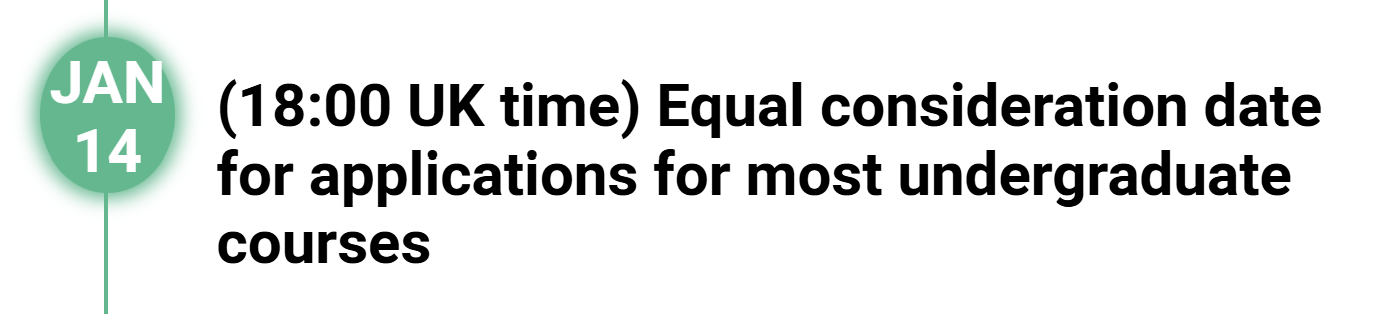 JAN
14
(18:00 UK time) Equal consideration date
for applications for most undergraduate
courses